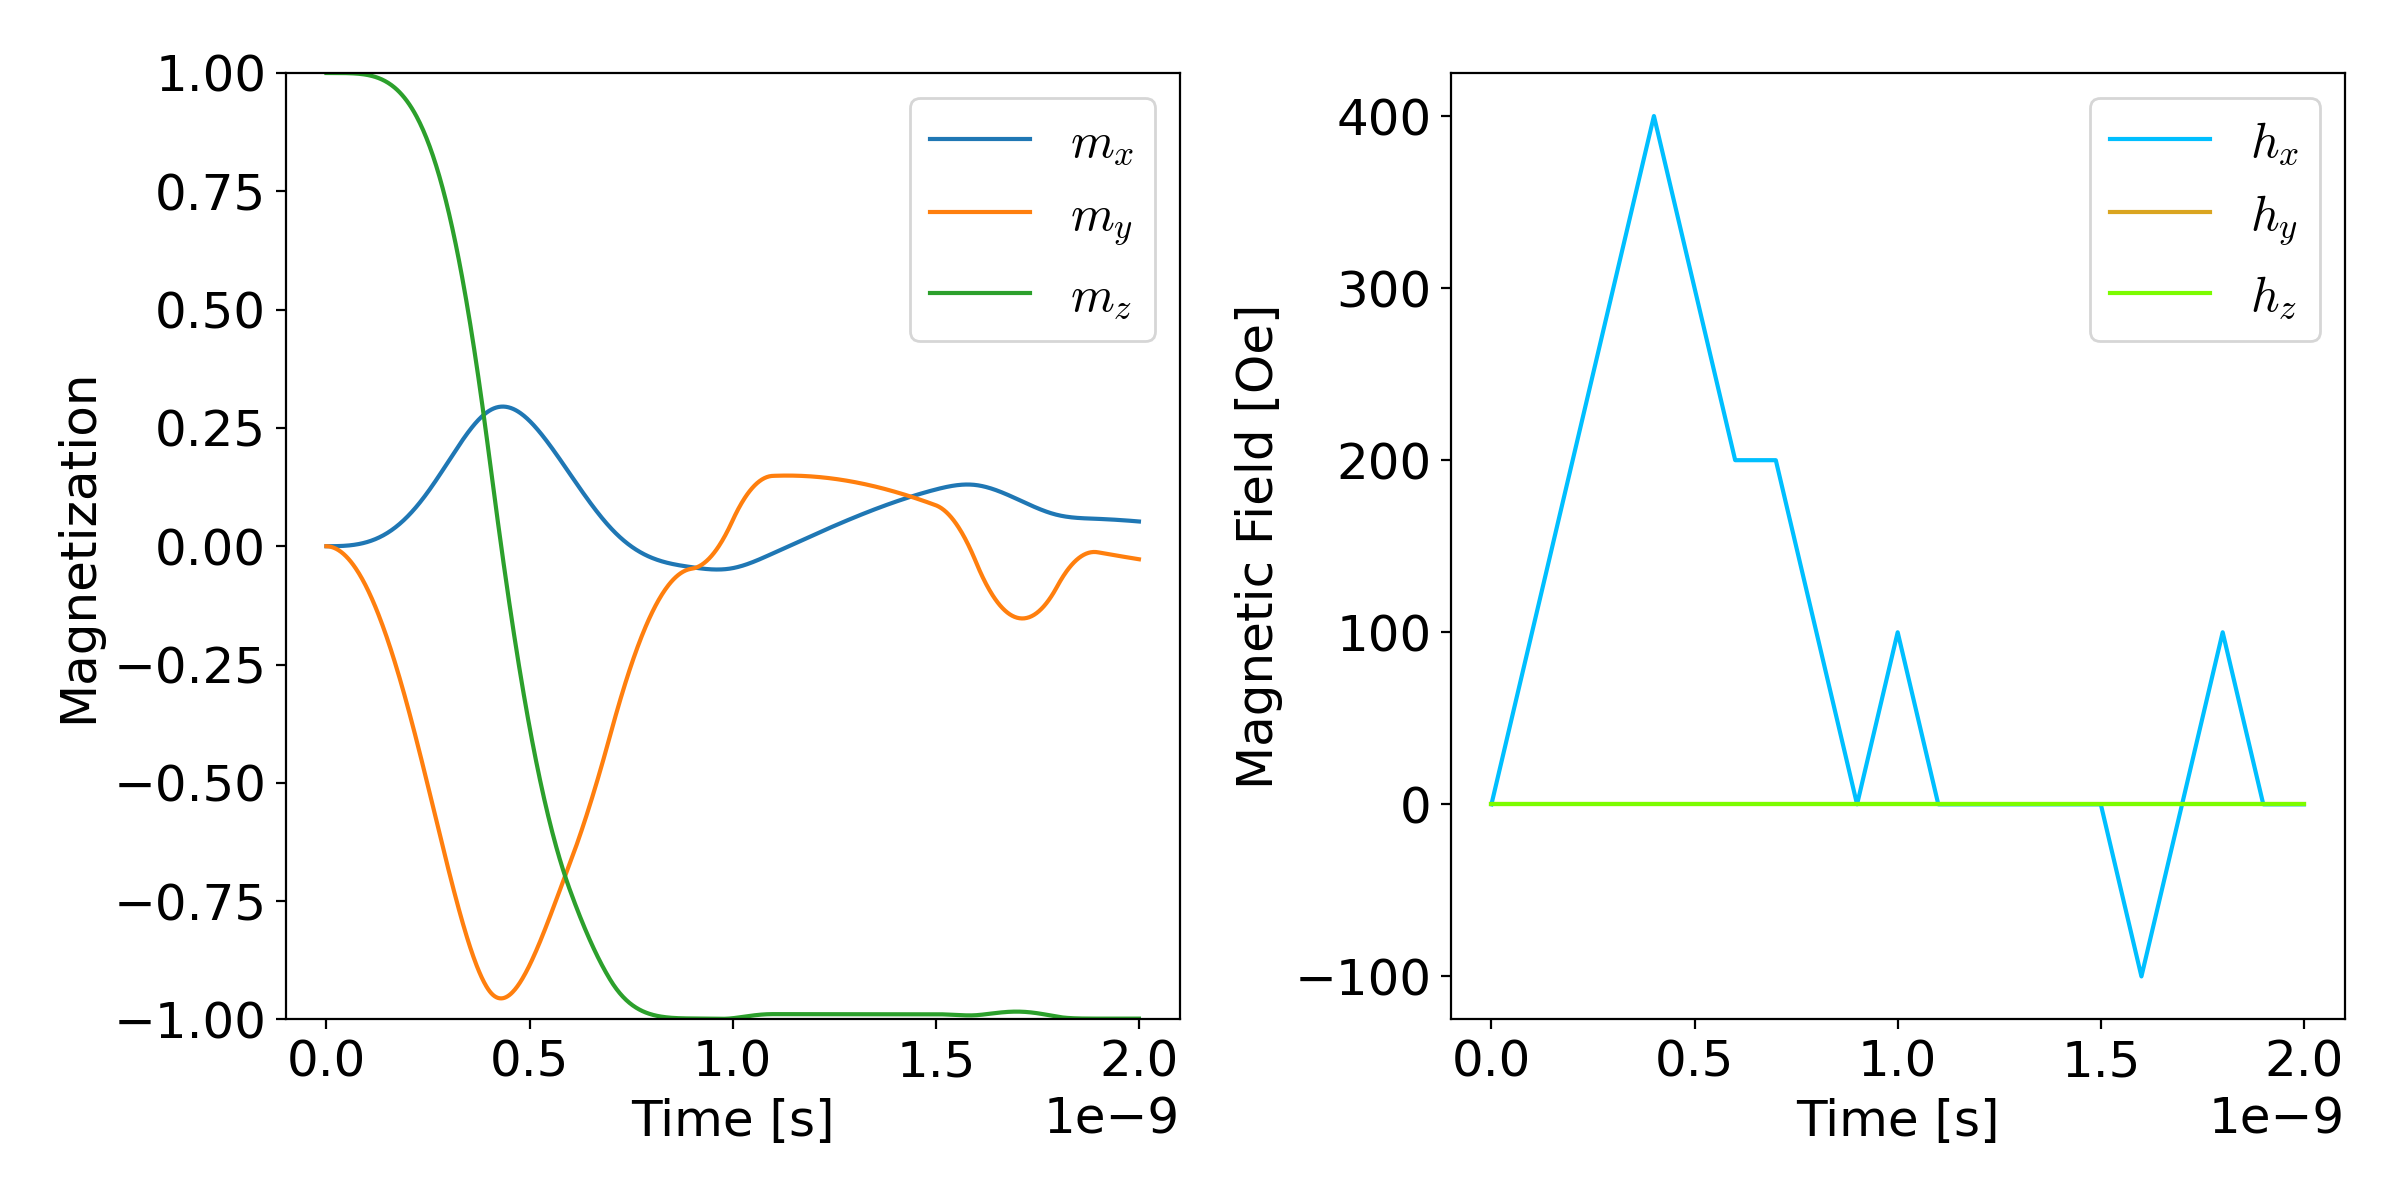 1.00
0.75
0.50
0.25
0.00
−0.25
−0.50
−0.75
−1.00
Magnetization
0.0 0.5 1.0 1.5 2.0
Time [s]
1e−9
m_x
m_y
m_z
400
300
200
100
0
−100
Magnetic Field [Oe]
0.0 0.5 1.0 1.5 2.0
Time [s]
1e−9
h_x
h_y
h_z